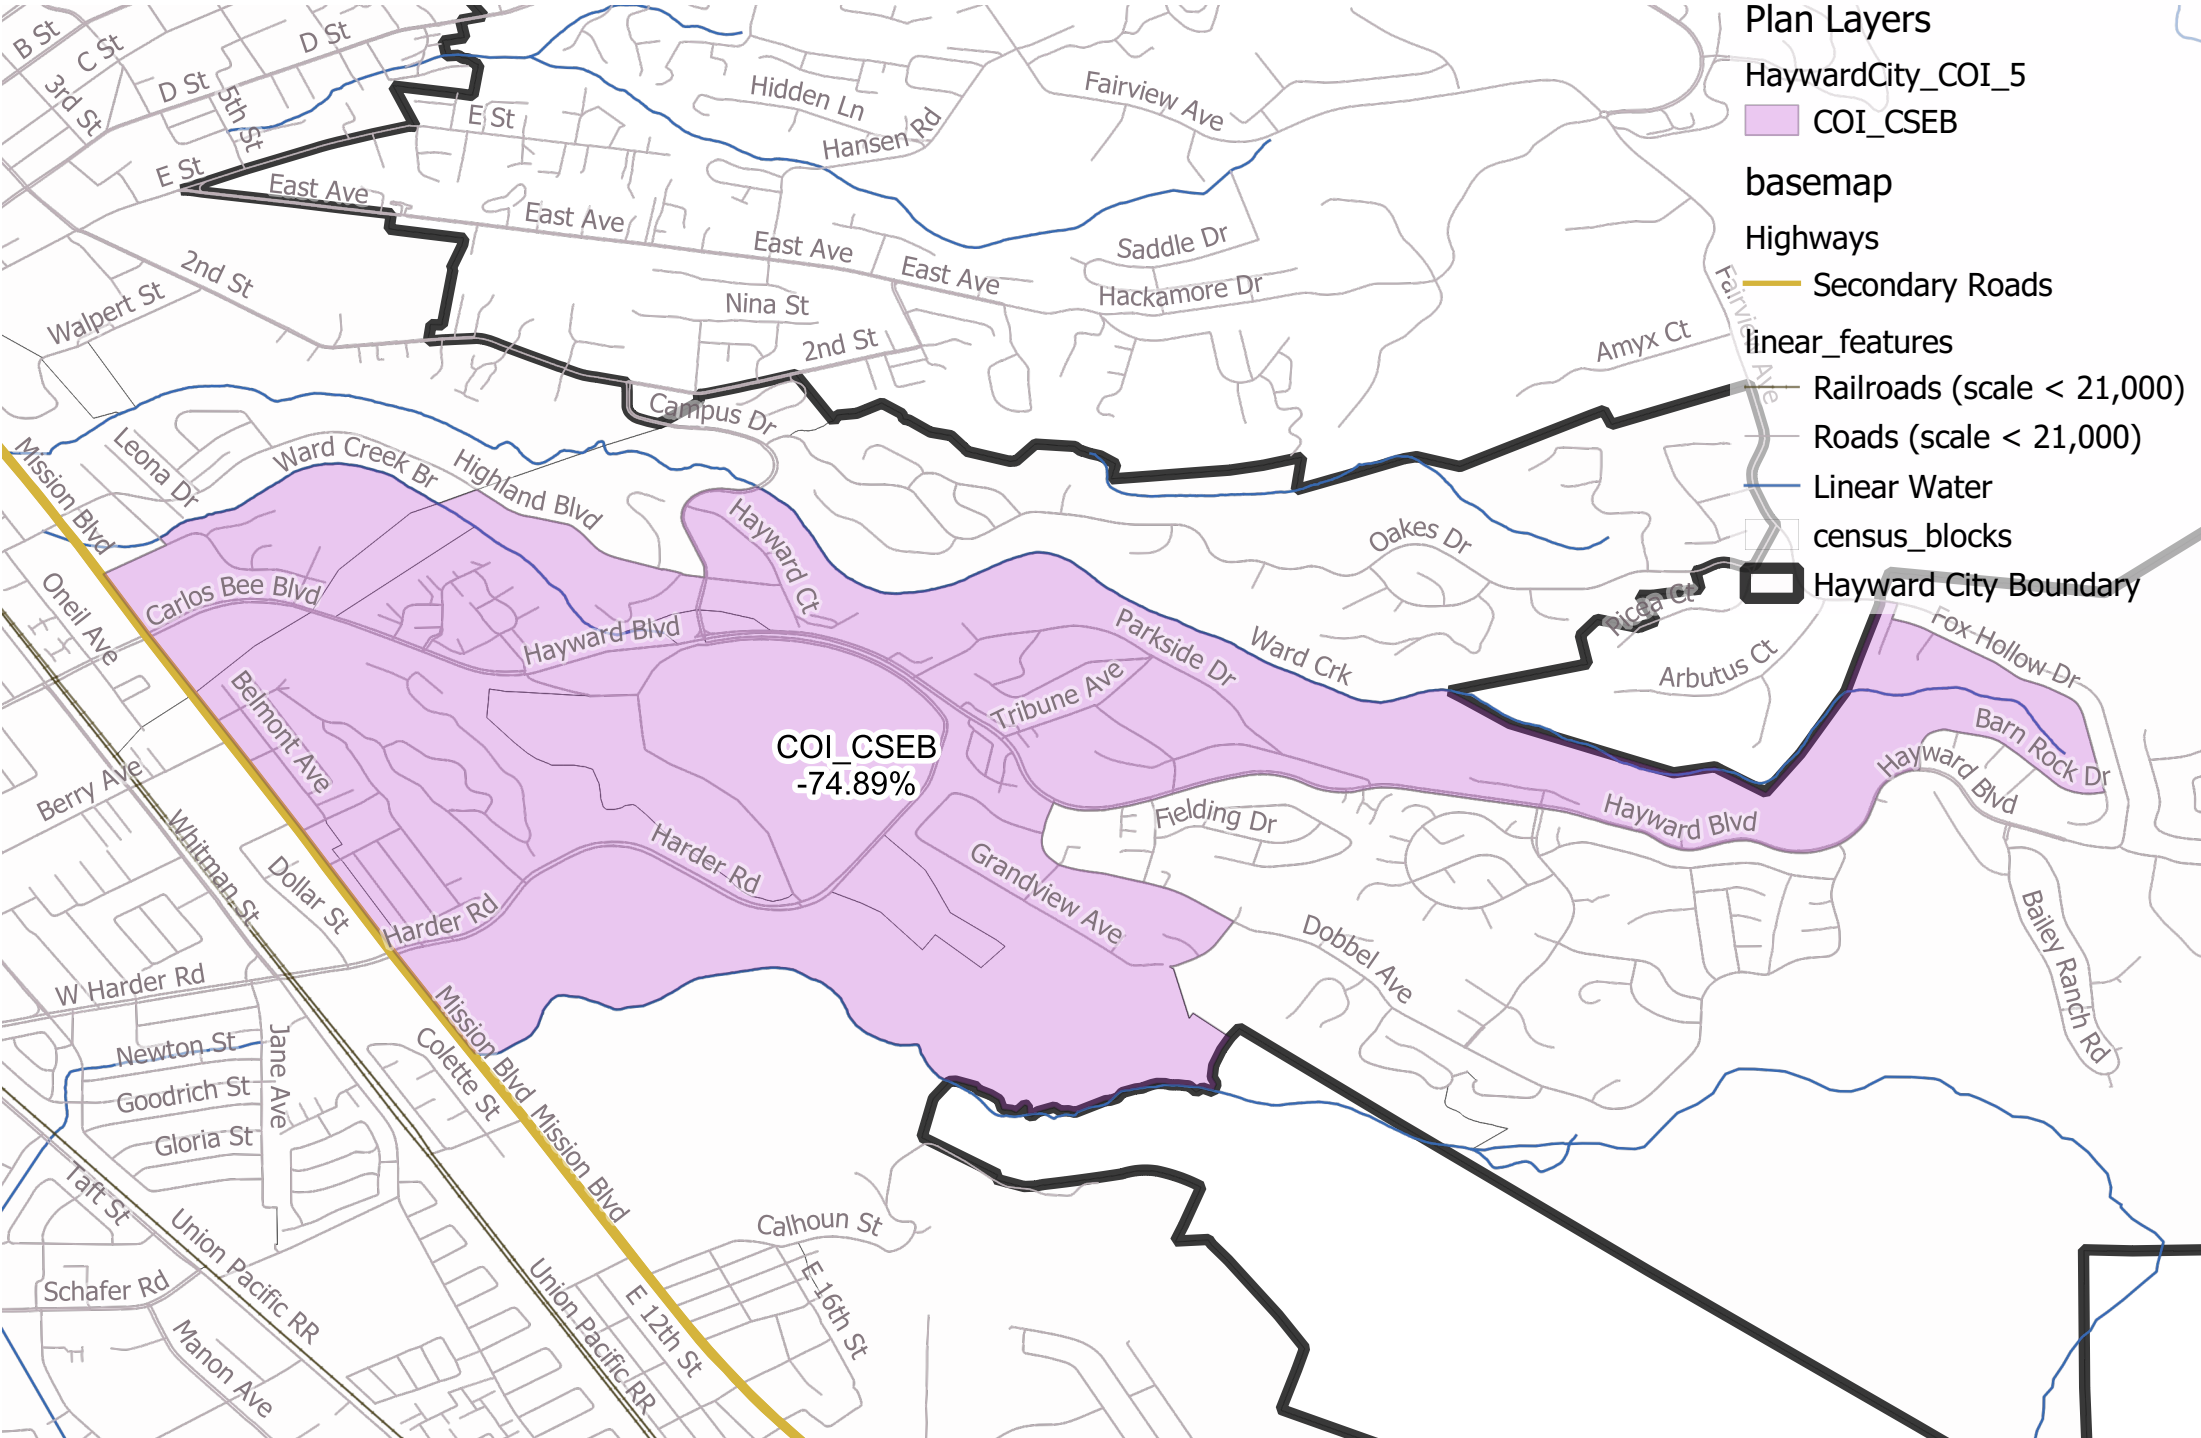 Plan Layers
HaywardCity_COI_5
COI_CSEB
basemap
Highways
Secondary Roads
linear_features
Railroads (scale < 21,000)
Roads (scale < 21,000)
Linear Water
census_blocks
Hayward City Boundary
B St
C St
D St
3rd St
D St
5th St
E St
E St
Hidden Ln
Hansen Rd
Fairview Ave
East Ave
East Ave
East Ave
East Ave
Saddle Dr
Hackamore Dr
Fairview Ave
2nd St
Walpert St
Nina St
2nd St
Amyx Ct
Campus Dr
Leona Dr
Ward Creek Br
Highland Blvd
Mission Blvd
Hayward Ct
Oakes Dr
Oneil Ave
Carlos Bee Blvd
Hayward Blvd
Parkside Dr
Ward Crk
Picea Ct
Arbutus Ct
Fox Hollow Dr
Belmont Ave
Tribune Ave
Barn Rock Dr
COI_CSEB
-74.89%
Hayward Blvd
Berry Ave
Whitman St
Dollar St
Harder Rd
Harder Rd
Grandview Ave
Fielding Dr
Hayward Blvd
Dobbel Ave
Bailey Ranch Rd
W Harder Rd
Newton St
Jane Ave
Goodrich St
Gloria St
Colette St
Mission Blvd
Mission Blvd
Taft St
Union Pacific RR
Schafer Rd
Manon Ave
Union Pacific RR
E 12th St
Calhoun St
E 16th St